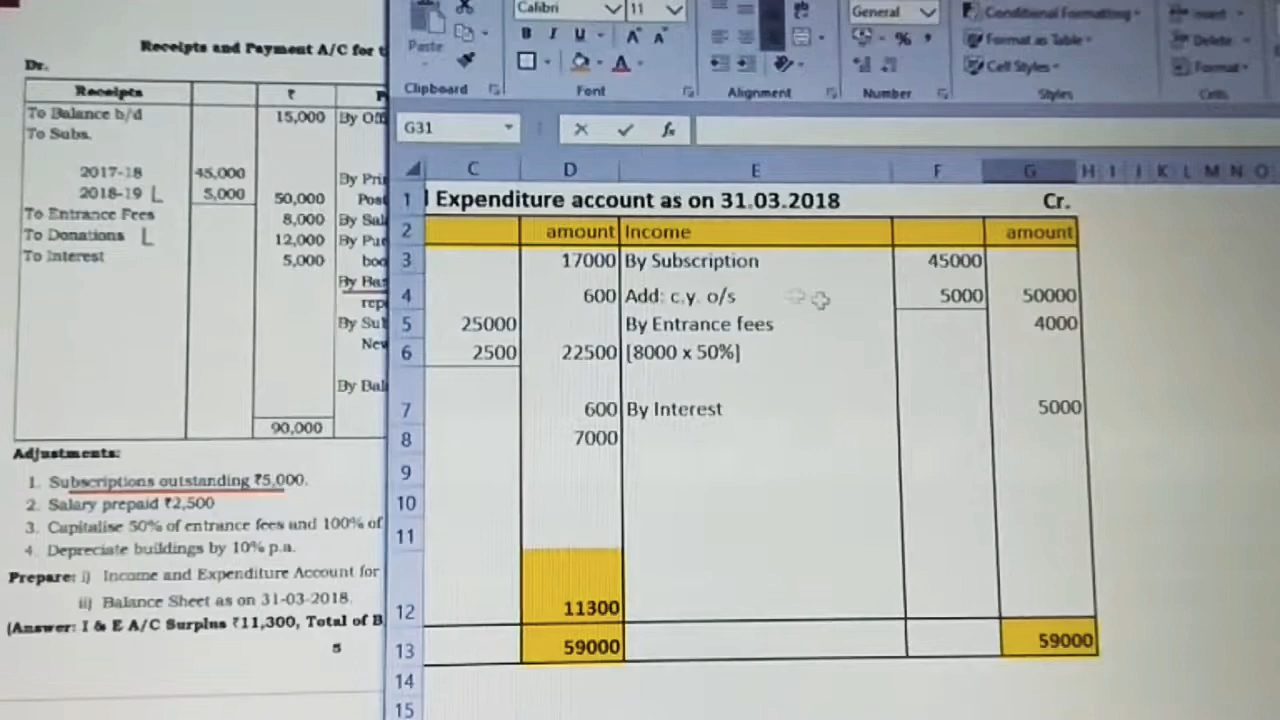 Receipts and Payment A/C for
Dr.
Receipts ₹
To Balance b/d 15,000 By
To Subs.
2017-18 45,000 By
2018-19 L 5,000 50,000
To Entrance Fees 8,000 By
To Donations L 12,000 By
To Interest 5,000
By
By
By
90,000
Adjustments:
1. Subscriptions outstanding ₹5,000.
2. Salary prepaid ₹2,500
3. Capitalise 50% of entrance fees and 100% of
4. Depreciate buildings by 10% p.a.
Prepare: i) Income and Expenditure Account for
ii) Balance Sheet as on 31-03-2018.
(Answer: I & E A/C Surplus ₹11,300, Total of B
5
Calibri 11 General
Paste B I U A A % , Conditional Formatting Insert
Format as Table Delete
Cell Styles Format
Clipboard Font Alignment Number Styles Cells
G31 fx
C D E F G H I J K L M N O
1 Expenditure account as on 31.03.2018 Cr.
2 amount Income amount
3 17000 By Subscription 45000
4 600 Add: c.y. o/s 5000 50000
5 25000 By Entrance fees 4000
6 2500 22500 [8000 x 50%]
7 600 By Interest 5000
8 7000
9
10
11
12 11300
13 59000 59000
14
15